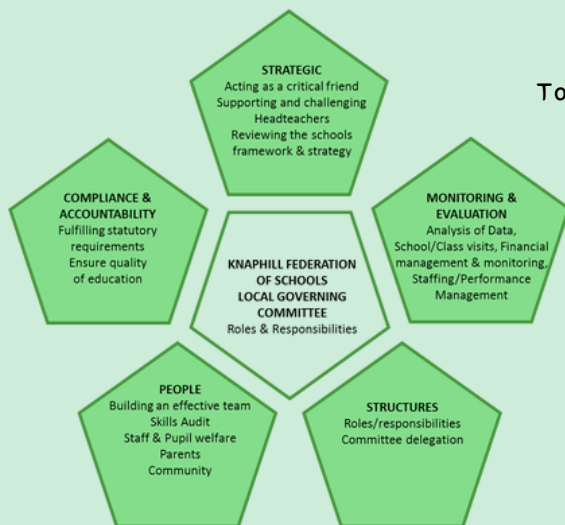 STRATEGIC
Acting as a critical friend
Supporting and challenging
Headteachers
Reviewing the schools
framework & strategy
To
COMPLIANCE &
ACCOUNTABILITY
Fulfilling statutory
requirements
Ensure quality
of education
MONITORING &
EVALUATION
Analysis of Data,
School/Class visits, Financial
management & monitoring,
Staffing/Performance
Management
KNAPHILL FEDERATION
OF SCHOOLS
LOCAL GOVERNING
COMMITTEE
Roles & Responsibilities
PEOPLE
Building an effective team
Skills Audit
Staff & Pupil welfare
Parents
Community
STRUCTURES
Roles/responsibilities
Committee delegation